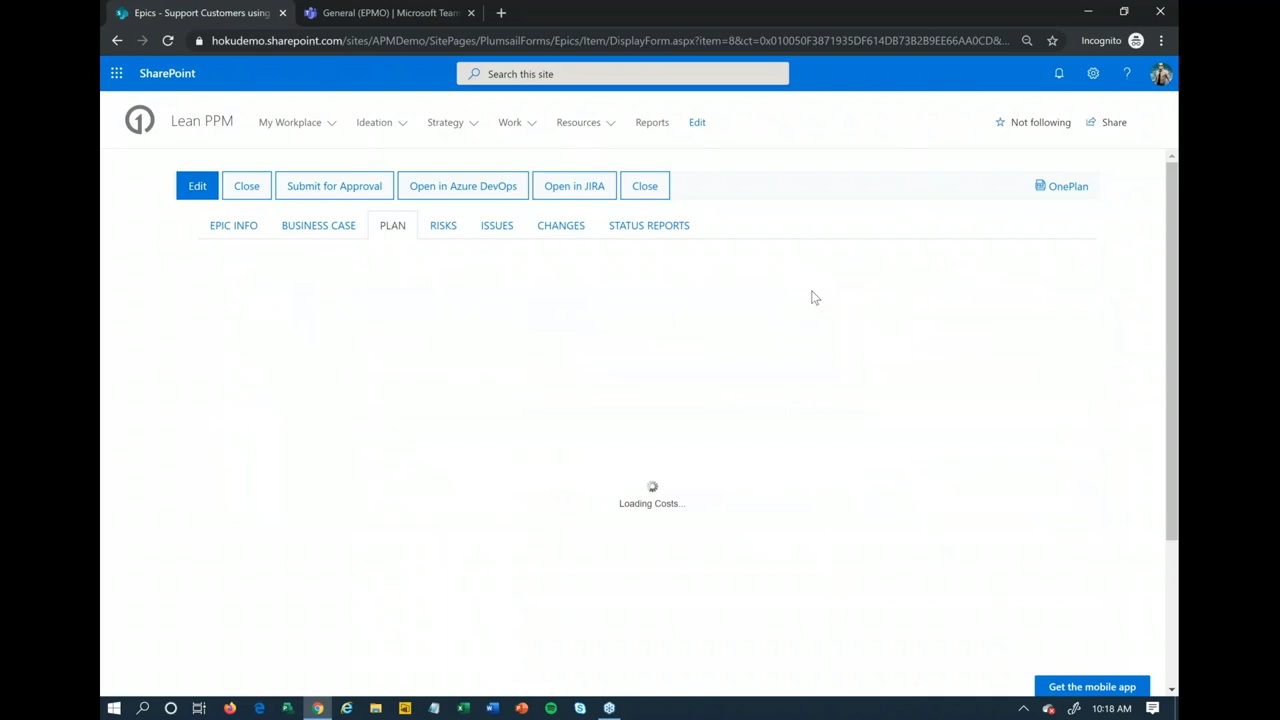 Epics - Support Customers using
General (EPMO) | Microsoft Team
hokudemo.sharepoint.com/sites/APMDemo/SitePages/PlumsailForms/Epics/Item/DisplayForm.aspx?item=8&ct=0x010050F3871935DF614DB73B2B9EE66AA0CD&...
Incognito
SharePoint
Search this site
Lean PPM
My Workplace
Ideation
Strategy
Work
Resources
Reports
Edit
Not following
Share
Edit
Close
Submit for Approval
Open in Azure DevOps
Open in JIRA
Close
OnePlan
EPIC INFO
BUSINESS CASE
PLAN
RISKS
ISSUES
CHANGES
STATUS REPORTS
Loading Costs...
Get the mobile app
10:18 AM